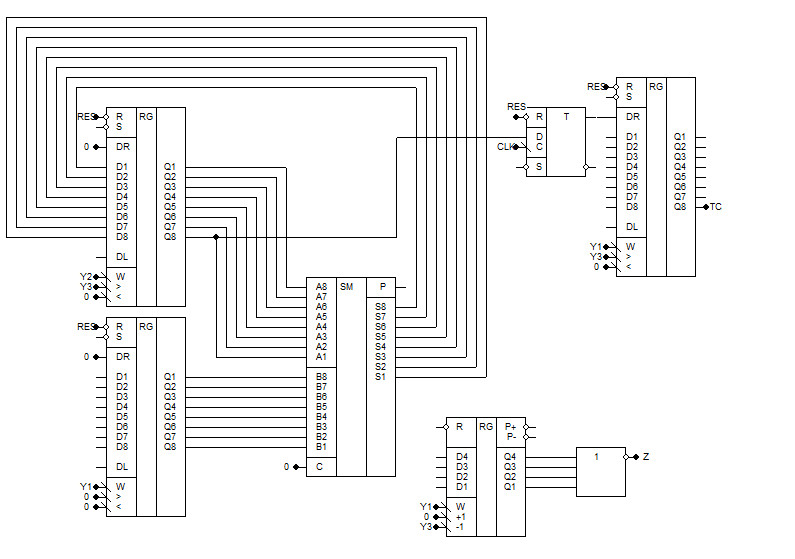 RES R RG
S
0 DR
D1 Q1
D2 Q2
D3 Q3
D4 Q4
D5 Q5
D6 Q6
D7 Q7
D8 Q8
DL
Y2 W
Y3 >
0 <
RES R RG
S
0 DR
D1 Q1
D2 Q2
D3 Q3
D4 Q4
D5 Q5
D6 Q6
D7 Q7
D8 Q8
DL
Y1 W
0 >
0 <
A8 SM P
A7
A6 S8
A5 S7
A4 S6
A3 S5
A2 S4
A1 S3
S2
B8 S1
B7
B6
B5
B4
B3
B2
B1
0 C
RES
R T
D
CLK C
S
RES R RG
S
DR
D1 Q1
D2 Q2
D3 Q3
D4 Q4
D5 Q5
D6 Q6
D7 Q7
D8 Q8 TC
DL
Y1 W
Y3 >
0 <
R RG P+
P-
D4 Q4
D3 Q3
D2 Q2
D1 Q1
Y1 W
0 +1
Y3 -1
1 Z